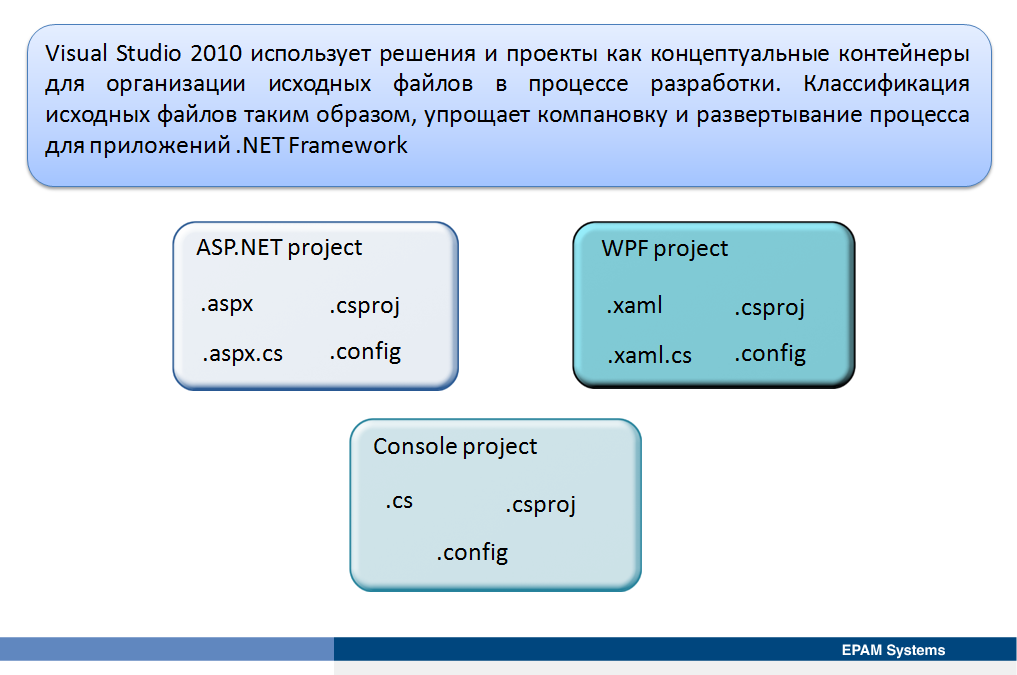 Visual Studio 2010 использует решения и проекты как концептуальные контейнеры
для организации исходных файлов в процессе разработки. Классификация
исходных файлов таким образом, упрощает компановку и развертывание процесса
для приложений .NET Framework
ASP.NET project
.aspx .csproj
.aspx.cs .config
WPF project
.xaml .csproj
.xaml.cs .config
Console project
.cs .csproj
.config
EPAM Systems